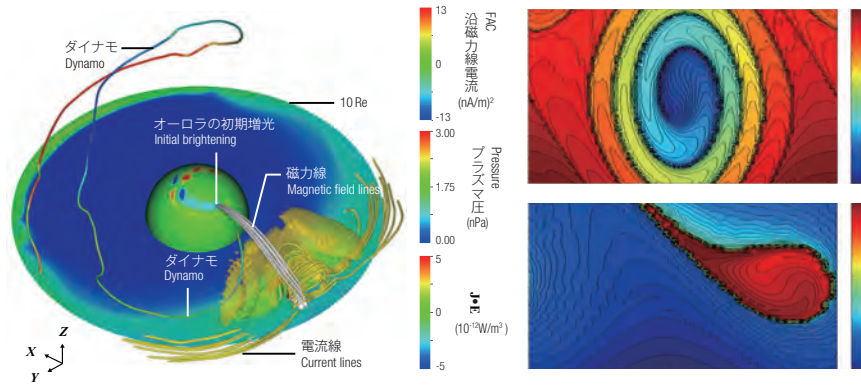 ダイナモ
Dynamo
10 Re
オーロラの初期増光
Initial brightening
磁力線
Magnetic field lines
ダイナモ
Dynamo
電流線
Current lines
X
Y
Z
13
0
-13
FAC
沿磁力線電流
(nA/m)²
3.00
1.75
0.00
Pressure
プラズマ圧
(nPa)
5
0
-5
J•E
(10⁻¹²W/m³)